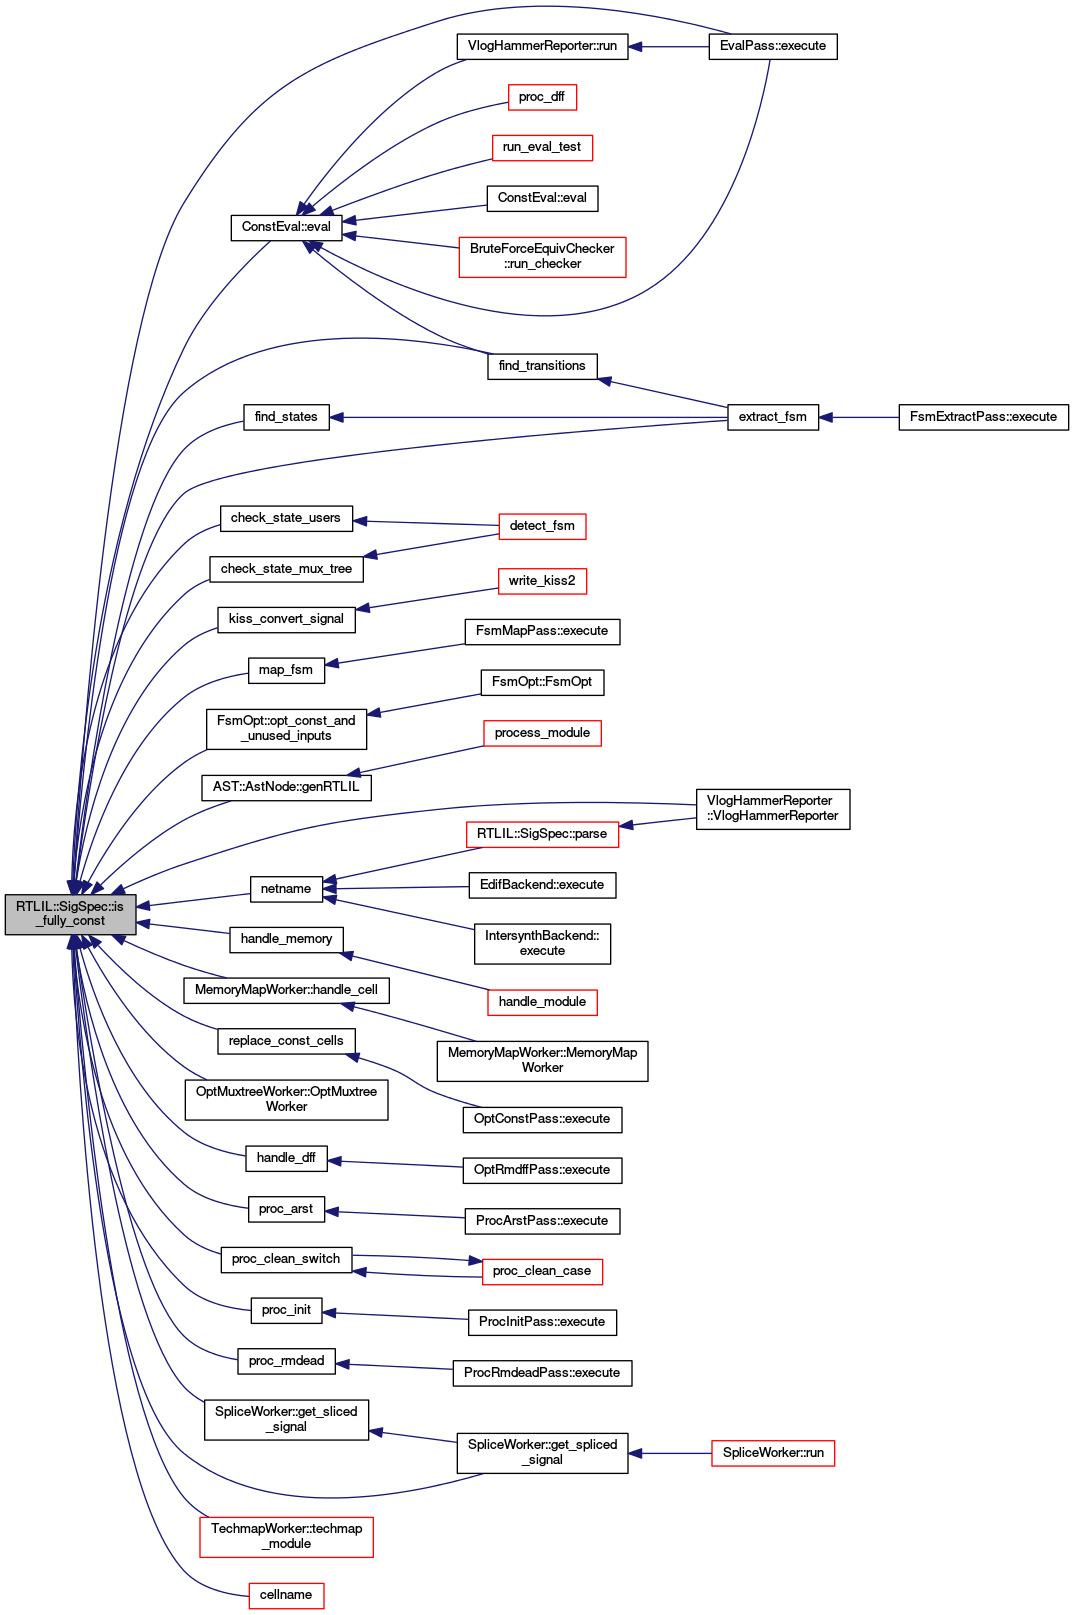 VlogHammerReporter::run
EvalPass::execute
proc_dff
run_eval_test
ConstEval::eval
ConstEval::eval
BruteForceEquivChecker
::run_checker
find_transitions
find_states
extract_fsm
FsmExtractPass::execute
check_state_users
detect_fsm
check_state_mux_tree
write_kiss2
kiss_convert_signal
FsmMapPass::execute
map_fsm
FsmOpt::FsmOpt
FsmOpt::opt_const_and
_unused_inputs
process_module
AST::AstNode::genRTLIL
VlogHammerReporter
::VlogHammerReporter
RTLIL::SigSpec::parse
netname
EdifBackend::execute
RTLIL::SigSpec::is
_fully_const
IntersynthBackend::
execute
handle_memory
MemoryMapWorker::handle_cell
handle_module
replace_const_cells
MemoryMapWorker::MemoryMap
Worker
OptMuxtreeWorker::OptMuxtree
Worker
OptConstPass::execute
handle_dff
OptRmdffPass::execute
proc_arst
ProcArstPass::execute
proc_clean_switch
proc_clean_case
proc_init
ProcInitPass::execute
proc_rmdead
ProcRmdeadPass::execute
SpliceWorker::get_sliced
_signal
SpliceWorker::get_spliced
_signal
SpliceWorker::run
TechmapWorker::techmap
_module
cellname